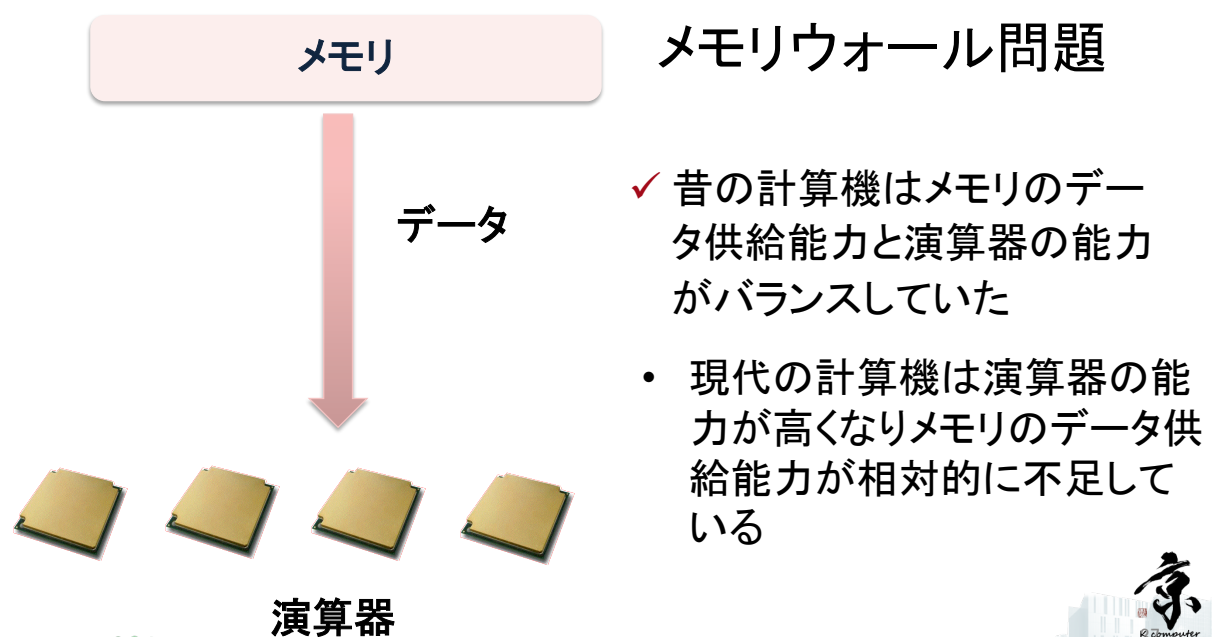 メモリ
メモリウォール問題
データ
✓ 昔の計算機はメモリのデー
タ供給能力と演算器の能力
がバランスしていた
• 現代の計算機は演算器の能
力が高くなりメモリのデータ供
給能力が相対的に不足して
いる
演算器
京
K computer